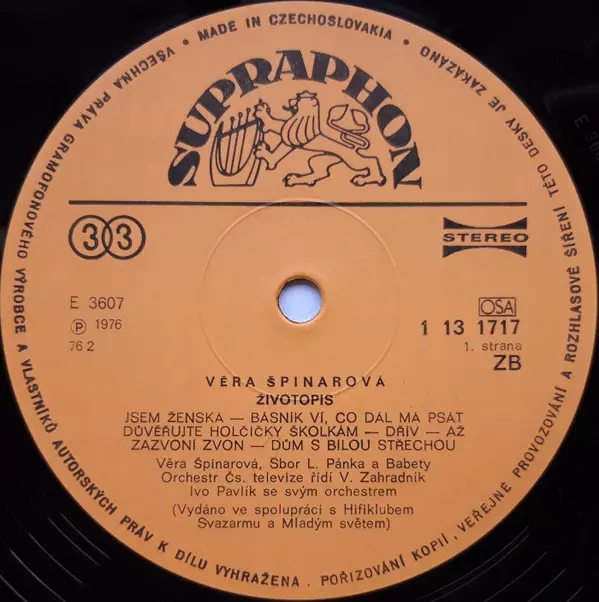 VŠECHNA PRÁVA GRAMOFONOVÉHO VÝROBCE A VLASTNÍKŮ AUTORSKÝCH PRÁV K DÍLU VYHRAŽENA . POŘIZOVÁNÍ KOPIÍ , VEŘEJNÉ PROVOZOVÁNÍ A ROZHLASOVÉ ŠÍŘENÍ TÉTO DESKY JE ZAKÁZÁNO • MADE IN CZECHOSLOVAKIA •
SUPRAPHON
33
STEREO
E 3607
Ⓟ 1976
76 2
OSA
1 13 1717
1. strana
ZB
VĚRA ŠPINAROVÁ
ŽIVOTOPIS
JSEM ŽENSKÁ — BÁSNÍK VÍ, CO DÁL MÁ PSÁT
DŮVĚŘUJTE HOLČIČKY ŠKOLKÁM — DŘÍV — AŽ
ZAZVONÍ ZVON — DŮM S BÍLOU STŘECHOU
Věra Špinarová, Sbor L. Pánka a Babety
Orchestr Čs. televize řídí V. Zahradník
Ivo Pavlík se svým orchestrem
(Vydáno ve spolupráci s Hifiklubem
Svazarmu a Mladým světem)